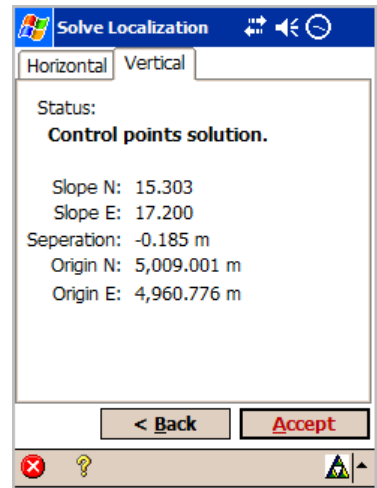 Solve Localization
Horizontal Vertical
Status:
Control points solution.
Slope N: 15.303
Slope E: 17.200
Seperation: -0.185 m
Origin N: 5,009.001 m
Origin E: 4,960.776 m
< Back Accept